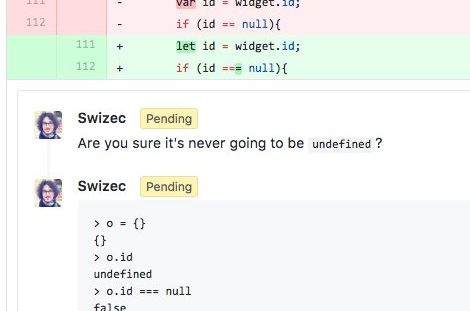 111 - var id = widget.id;
112 - if (id == null){
111 + let id = widget.id;
112 + if (id === null){
Swizec Pending
Are you sure it's never going to be undefined?
Swizec Pending
> o = {}
{}
> o.id
undefined
> o.id === null
false